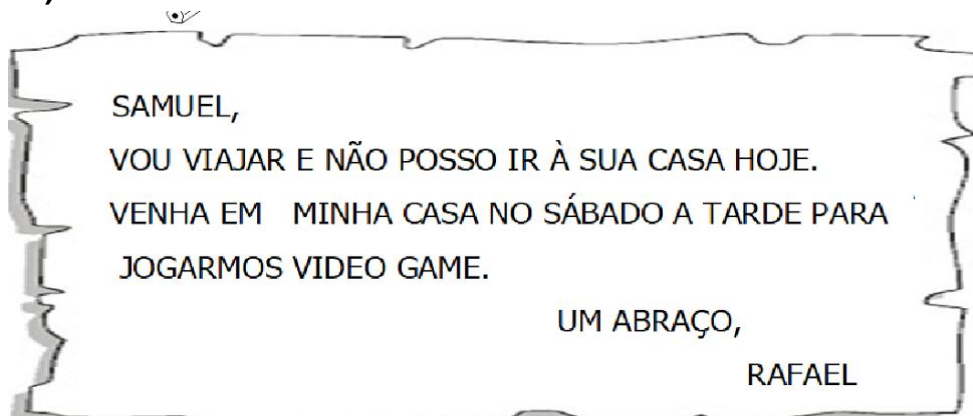 SAMUEL,
VOU VIAJAR E NÃO POSSO IR À SUA CASA HOJE.
VENHA EM MINHA CASA NO SÁBADO A TARDE PARA
JOGARMOS VIDEO GAME.
UM ABRAÇO,
RAFAEL